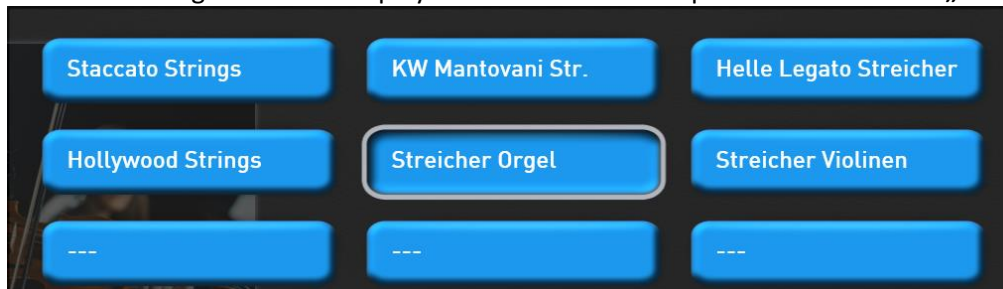 Staccato Strings
KW Mantovani Str.
Helle Legato Streicher
Hollywood Strings
Streicher Orgel
Streicher Violinen
---
---
---